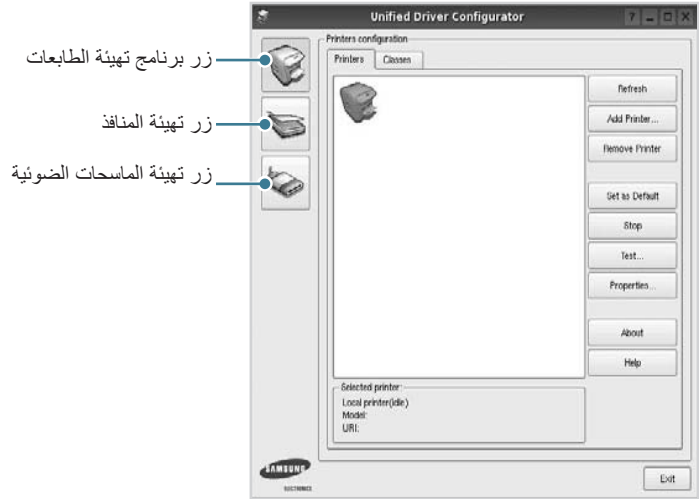 Unified Driver Configurator
زر برنامج تهيئة الطابعات
زر تهيئة المنافذ
زر تهيئة الماسحات الضوئية
Printers configuration
Printers
Classes
Refresh
Add Printer...
Remove Printer
Set as Default
Stop
Test...
Properties...
About
Help
Selected printer:
Local printer(idle)
Model:
URI:
SAMSUNG
ELECTRONICS
Exit